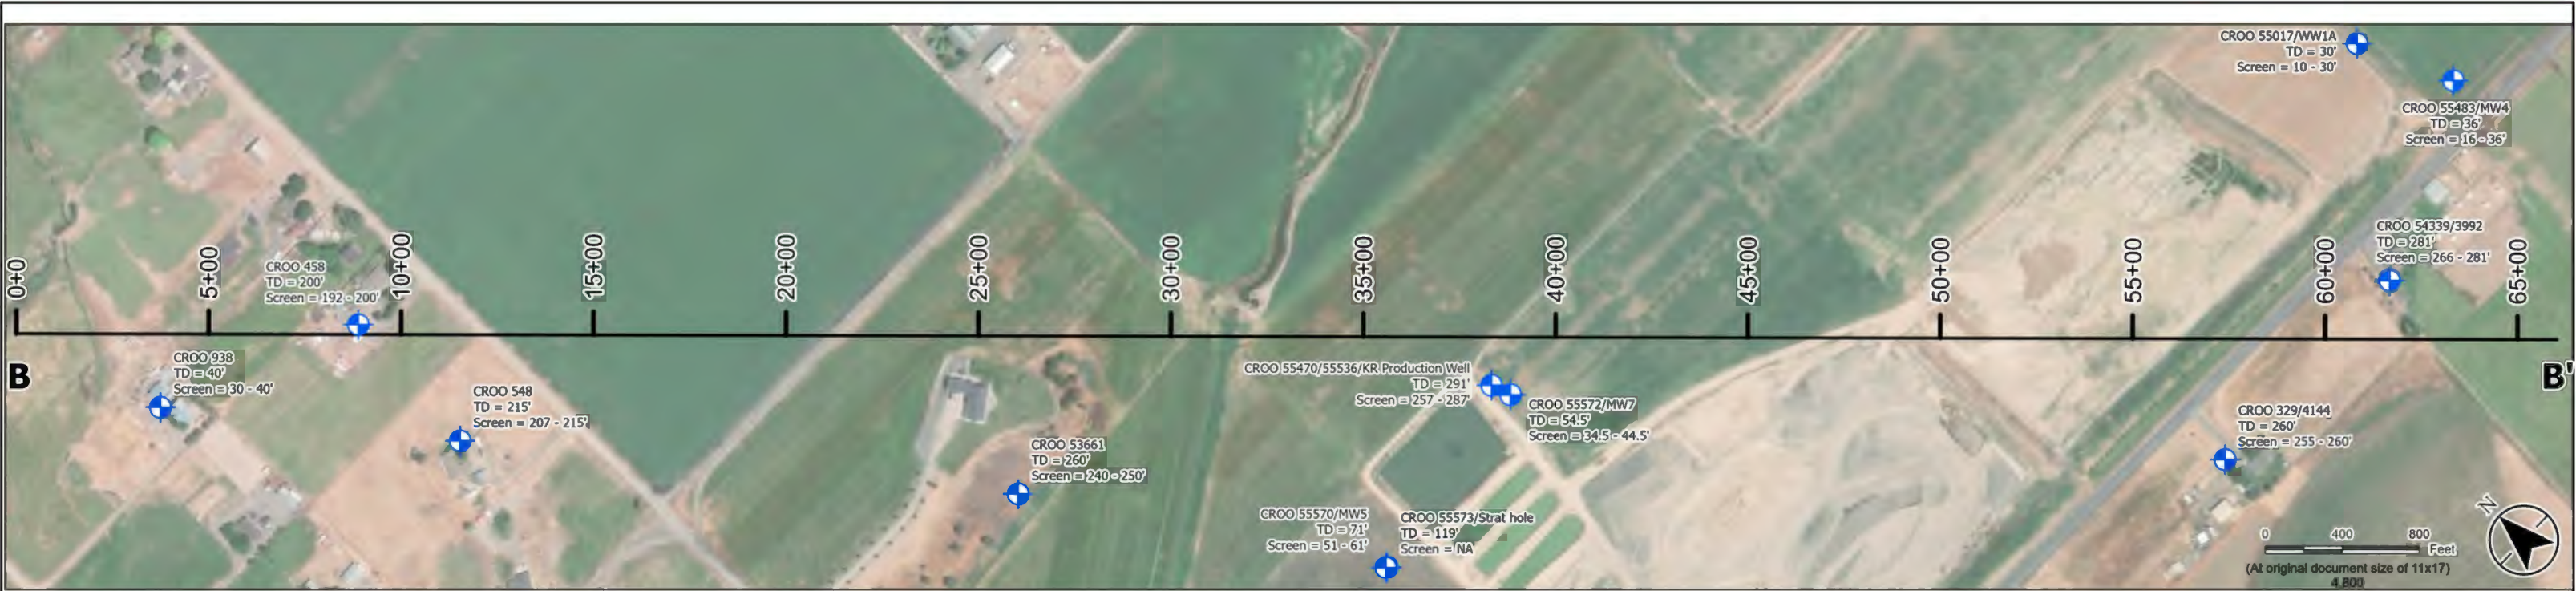 CROO 55017/WW1A
TD = 30'
Screen = 10 - 30'
CROO 55483/MW4
TD = 36'
Screen = 16 - 36'
CROO 54339/3992
TD = 281'
Screen = 266 - 281'
CROO 458
TD = 200'
Screen = 192 - 200'
0+0
5+00
10+00
15+00
20+00
25+00
30+00
35+00
40+00
45+00
50+00
55+00
60+00
65+00
B
B'
CROO 938
TD = 40'
Screen = 30 - 40'
CROO 548
TD = 215'
Screen = 207 - 215'
CROO 53661
TD = 260'
Screen = 240 - 250'
CROO 55470/55536/KR Production Well
TD = 291'
Screen = 257 - 287'
CROO 55572/MW7
TD = 54.5'
Screen = 34.5 - 44.5'
CROO 55570/MW5
TD = 71'
Screen = 51 - 61'
CROO 55573/Strat hole
TD = 119'
Screen = NA
CROO 329/4144
TD = 260'
Screen = 255 - 260'
N
0 400 800
Feet
(At original document size of 11x17)
4,800